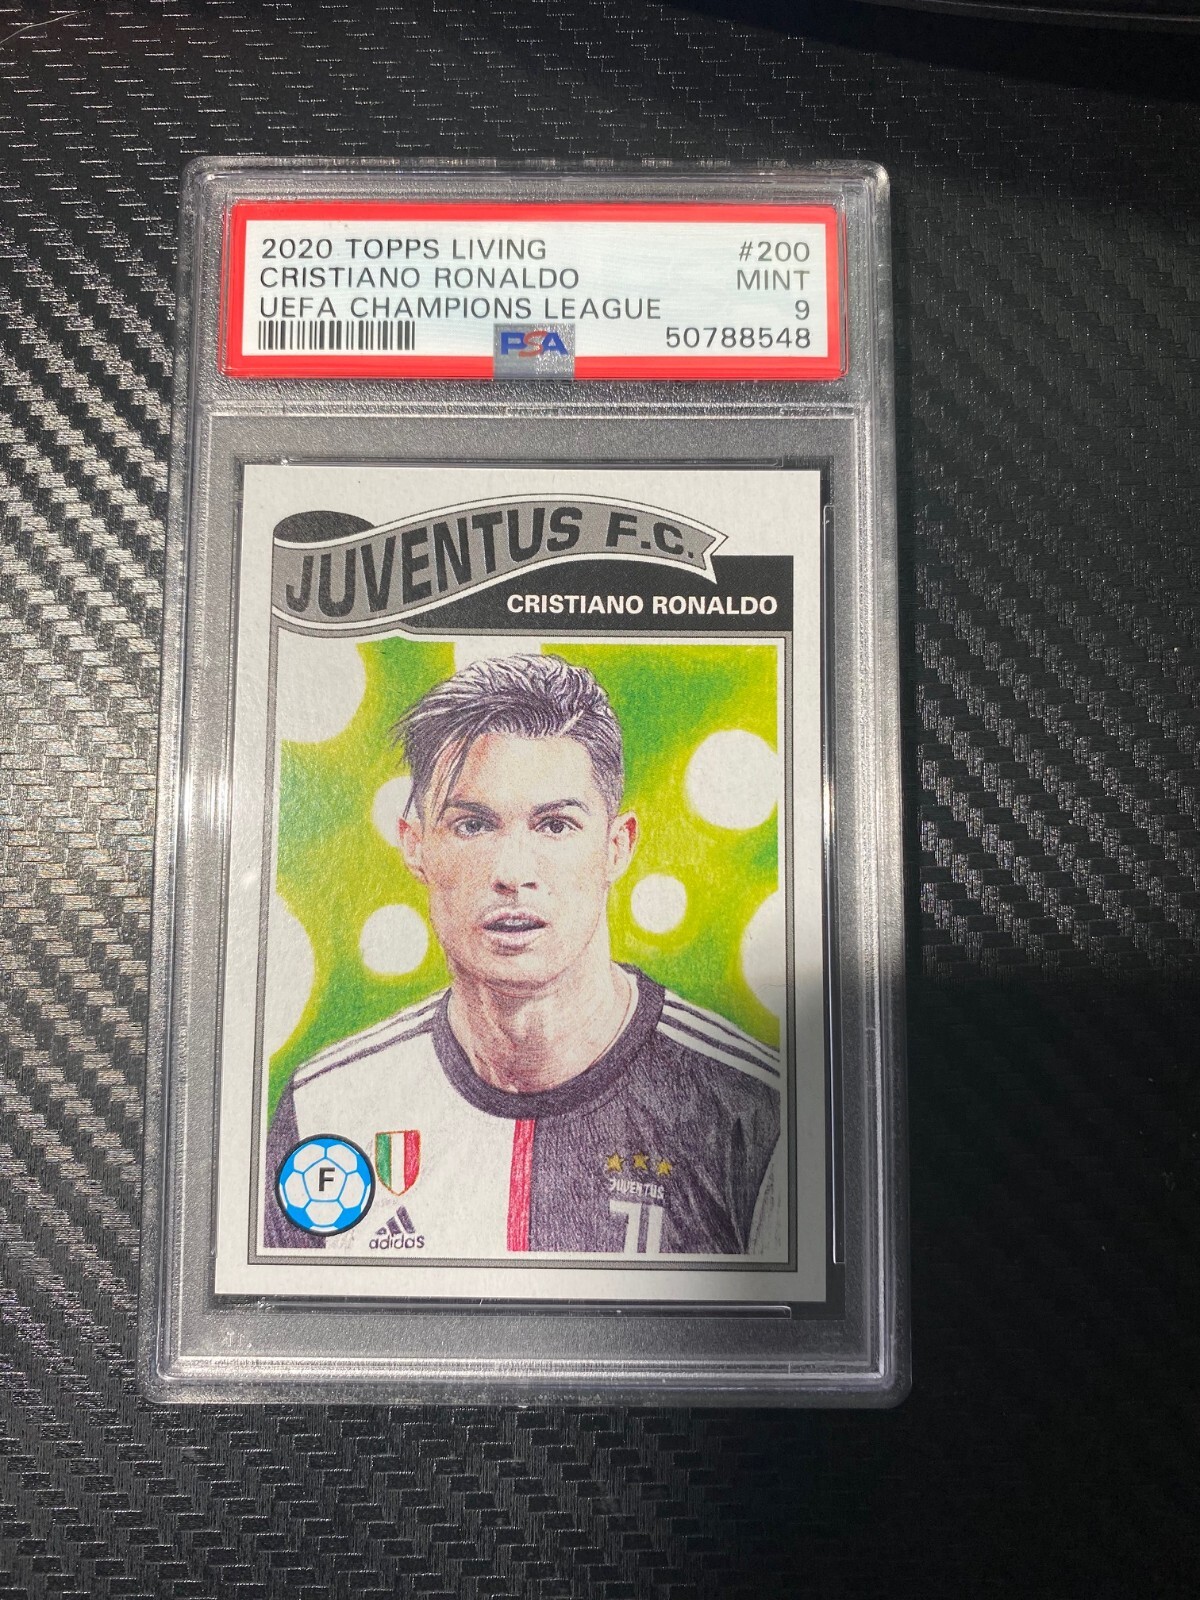 2020 TOPPS LIVING #200
CRISTIANO RONALDO MINT
UEFA CHAMPIONS LEAGUE 9
PSA 50788548
JUVENTUS F.C.
CRISTIANO RONALDO
F
adidas
JUVENTUS